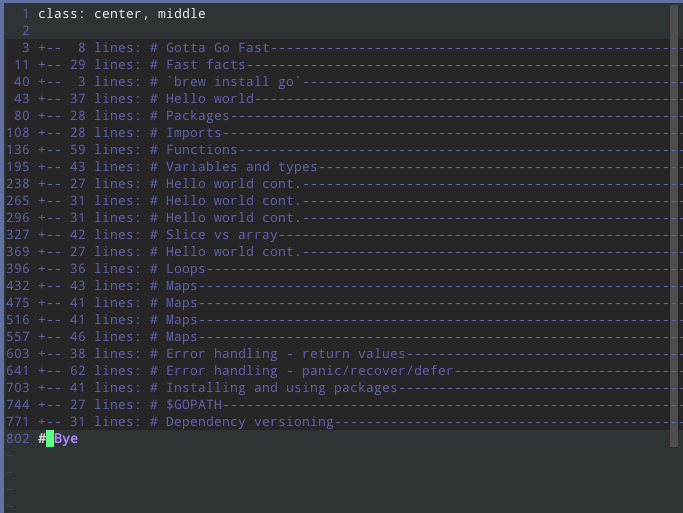 1 class: center, middle
2
3 +--  8 lines: # Gotta Go Fast-----------------------------------------------------
11 +-- 29 lines: # Fast facts--------------------------------------------------------
40 +--  3 lines: # `brew install go`-------------------------------------------------
43 +-- 37 lines: # Hello world-------------------------------------------------------
80 +-- 28 lines: # Packages----------------------------------------------------------
108 +-- 28 lines: # Imports-----------------------------------------------------------
136 +-- 59 lines: # Functions---------------------------------------------------------
195 +-- 43 lines: # Variables and types-----------------------------------------------
238 +-- 27 lines: # Hello world cont.-------------------------------------------------
265 +-- 31 lines: # Hello world cont.-------------------------------------------------
296 +-- 31 lines: # Hello world cont.-------------------------------------------------
327 +-- 42 lines: # Slice vs array----------------------------------------------------
369 +-- 27 lines: # Hello world cont.-------------------------------------------------
396 +-- 36 lines: # Loops-------------------------------------------------------------
432 +-- 43 lines: # Maps--------------------------------------------------------------
475 +-- 41 lines: # Maps--------------------------------------------------------------
516 +-- 41 lines: # Maps--------------------------------------------------------------
557 +-- 46 lines: # Maps--------------------------------------------------------------
603 +-- 38 lines: # Error handling - return values------------------------------------
641 +-- 62 lines: # Error handling - panic/recover/defer------------------------------
703 +-- 41 lines: # Installing and using packages-------------------------------------
744 +-- 27 lines: # $GOPATH-----------------------------------------------------------
771 +-- 31 lines: # Dependency versioning---------------------------------------------
802 # Bye
~
~
~
~